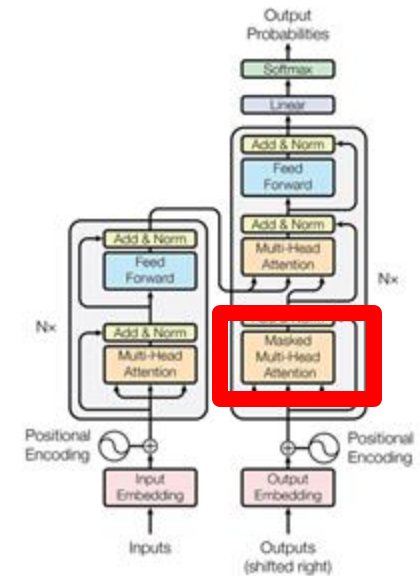 Output
Probabilities
Softmax
Linear
Add & Norm
Feed
Forward
Add & Norm
Multi-Head
Attention
Nx
Add & Norm
Feed
Forward
Nx
Add & Norm
Multi-Head
Attention
Masked
Multi-Head
Attention
Positional
Encoding
Positional
Encoding
Input
Embedding
Output
Embedding
Inputs
Outputs
(shifted right)